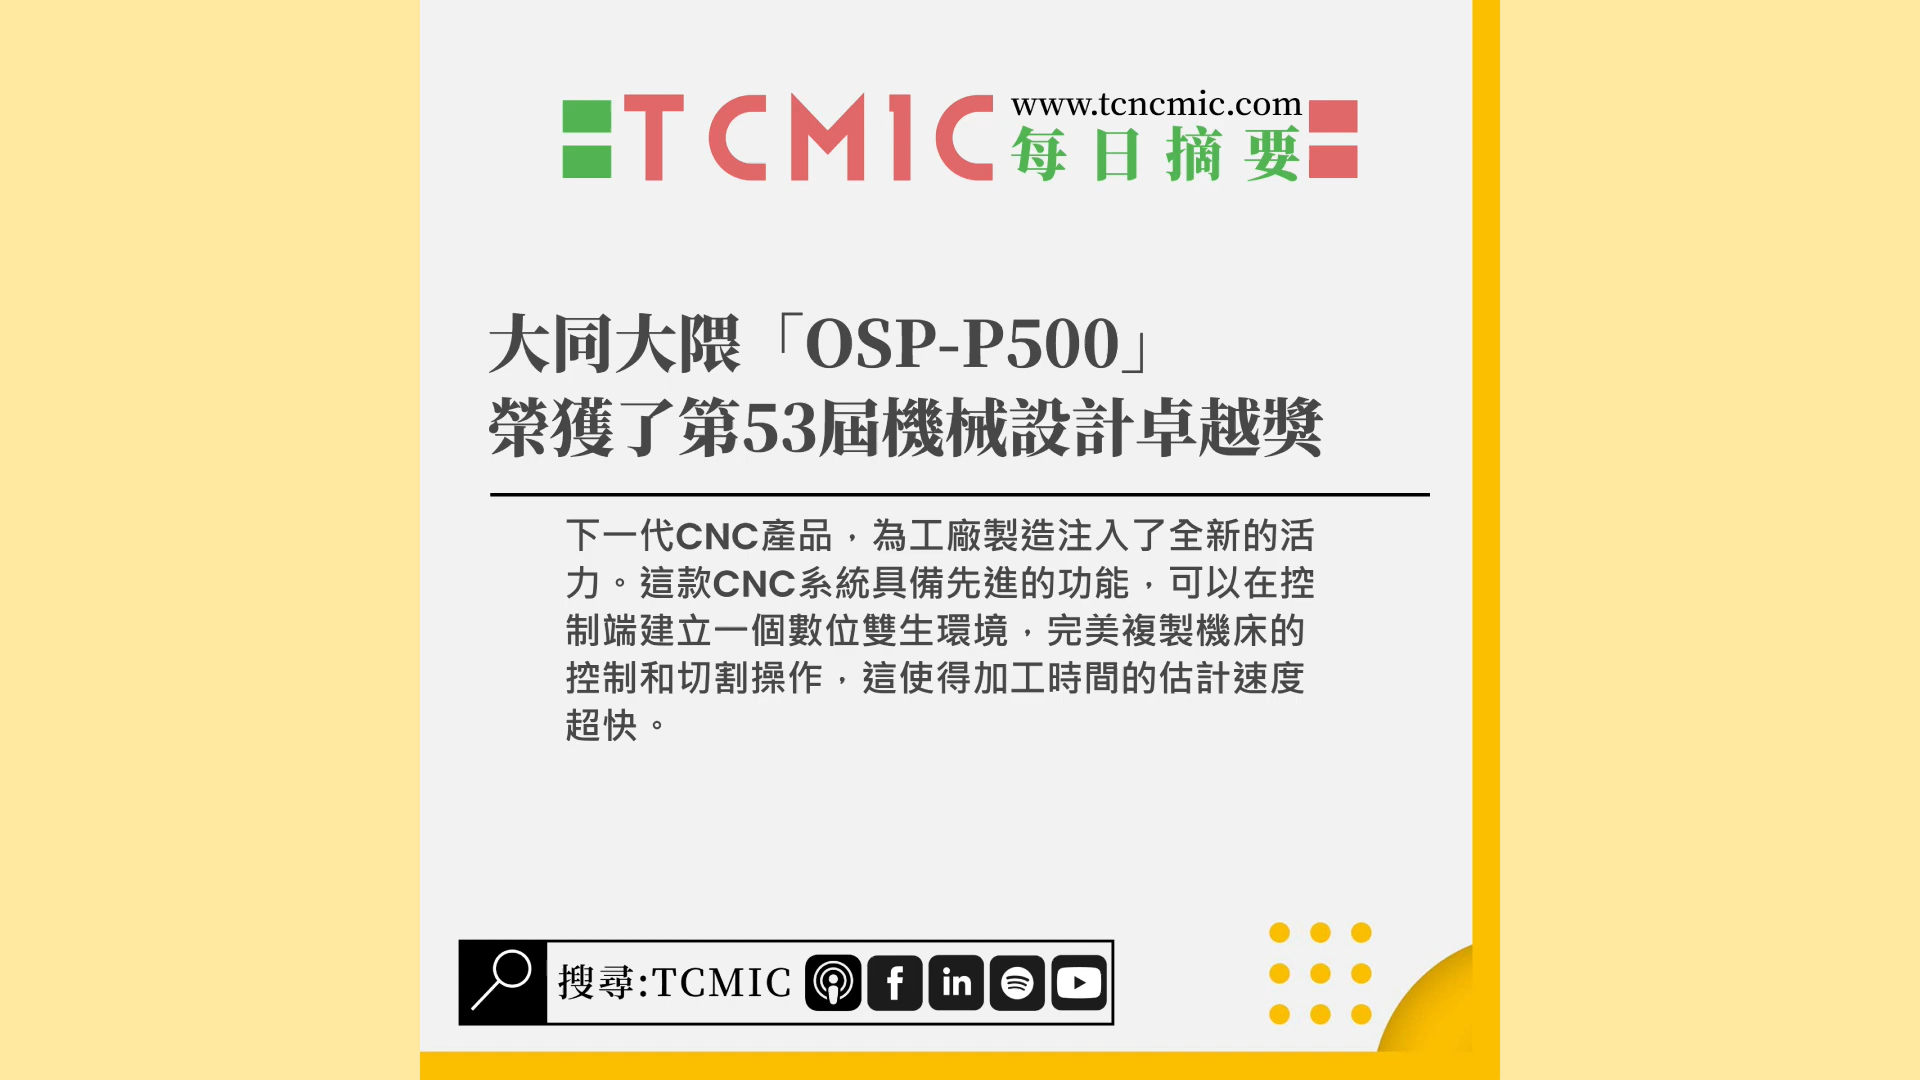 TCMIC
www.tcncmic.com
每日摘要
大同大隈「OSP-P500」
榮獲了第53屆機械設計卓越獎
下一代CNC產品，為工廠製造注入了全新的活
力。這款CNC系統具備先進的功能，可以在控
制端建立一個數位雙生環境，完美複製機床的
控制和切割操作，這使得加工時間的估計速度
超快。
搜尋:TCMIC